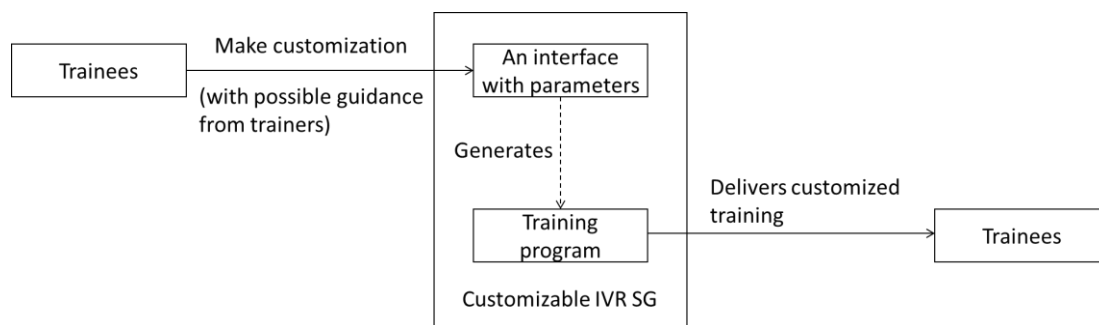 Trainees
Make customization
(with possible guidance
from trainers)
An interface
with parameters
Generates
Training
program
Customizable IVR SG
Delivers customized
training
Trainees